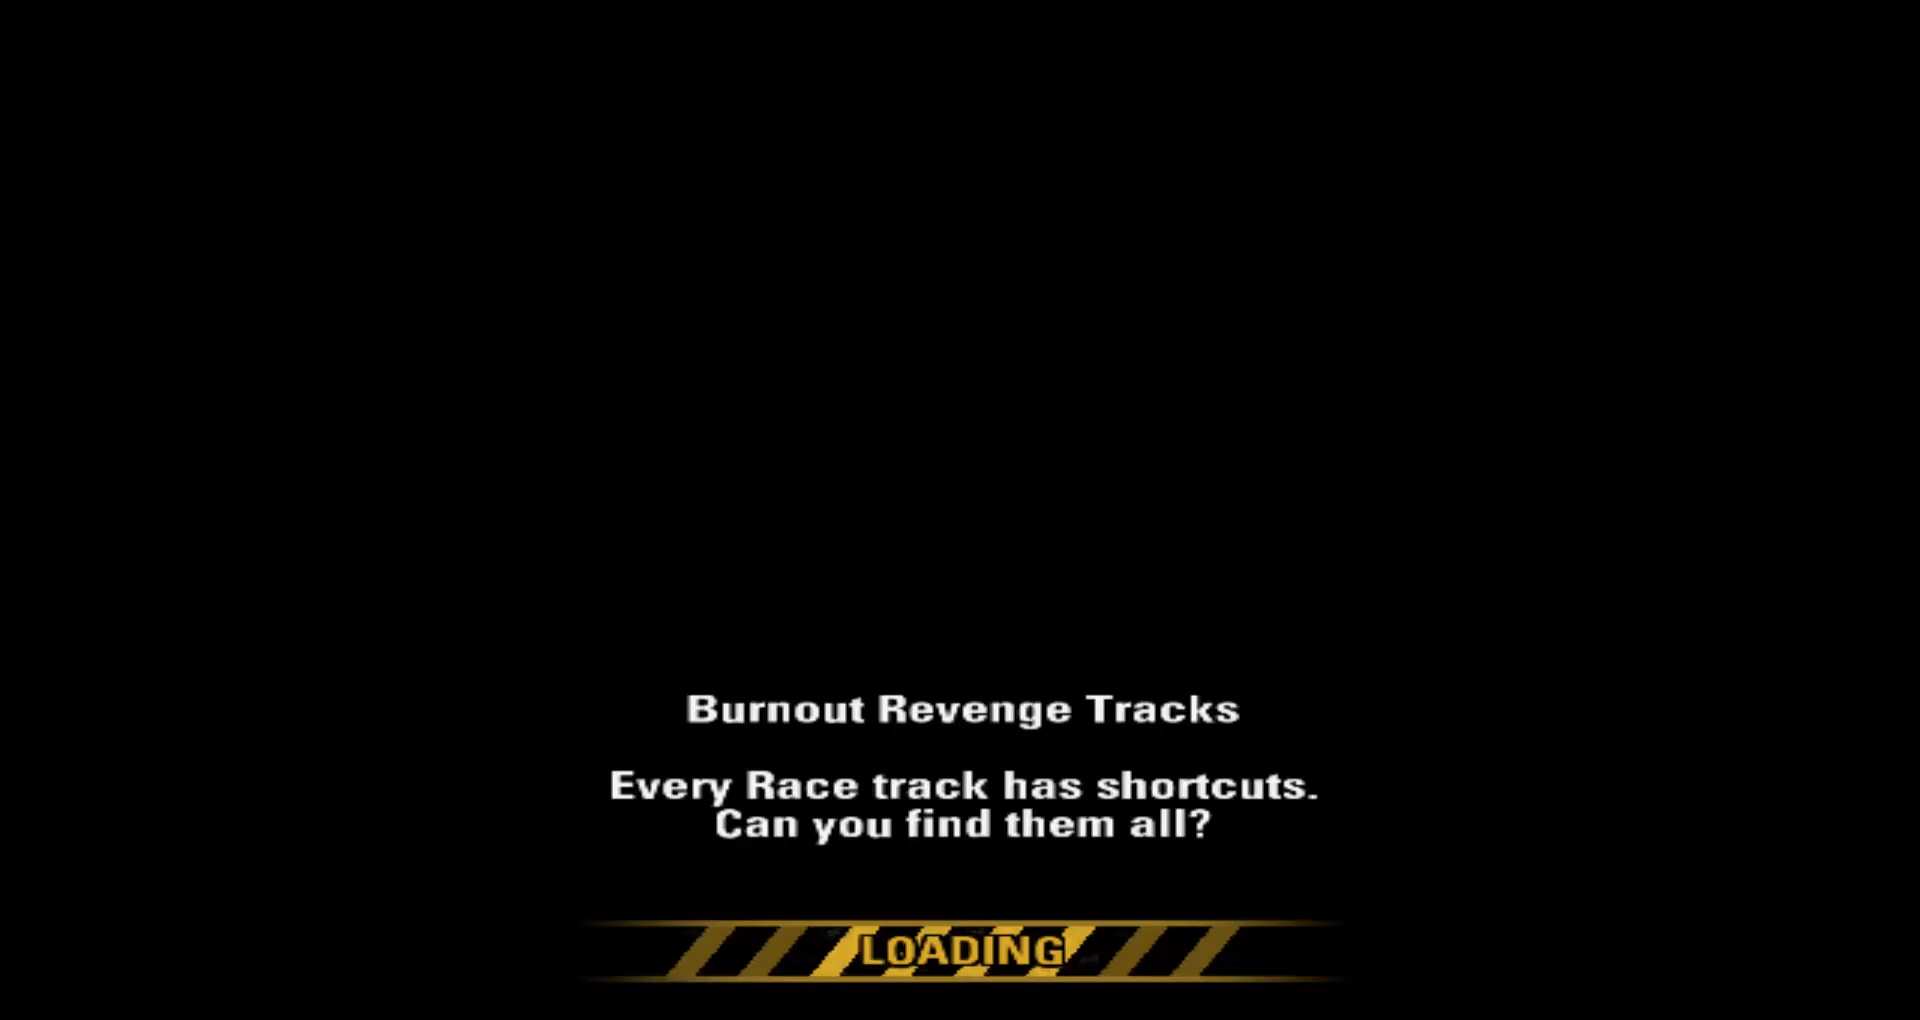 Burnout Revenge Tracks
Every Race track has shortcuts.
Can you find them all?
LOADING